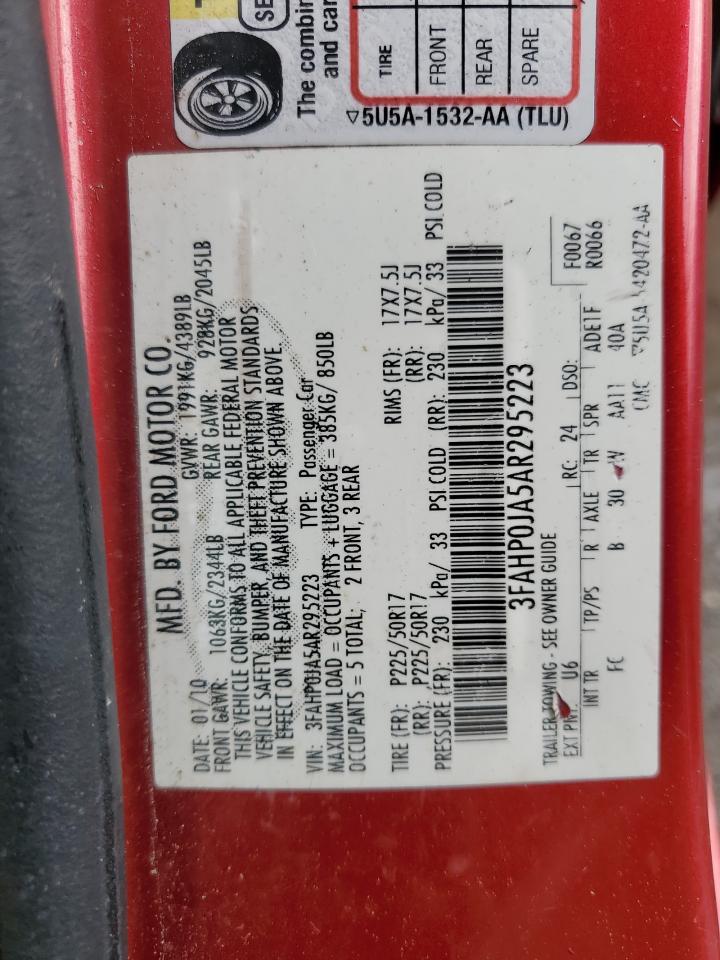 SE
The combin
and car
TIRE
FRONT
REAR
SPARE
▽5U5A-1532-AA (TLU)
MFD. BY FORD MOTOR CO.
DATE: 01/10 GVWR: 1991KG/4389LB
FRONT GAWR: 1063KG/2344LB REAR GAWR: 928KG/2045LB
THIS VEHICLE CONFORMS TO ALL APPLICABLE FEDERAL MOTOR
VEHICLE SAFETY, BUMPER, AND THEFT PREVENTION STANDARDS
IN EFFECT ON THE DATE OF MANUFACTURE SHOWN ABOVE.
VIN: 3FAHP0JA5AR295223 TYPE: Passenger Car
MAXIMUM LOAD = OCCUPANTS + LUGGAGE = 385KG/ 850LB
OCCUPANTS = 5 TOTAL; 2 FRONT, 3 REAR
TIRE (FR): P225/50R17 RIMS (FR): 17X7.5J
(RR): P225/50R17 (RR): 17X7.5J
PRESSURE (FR): 230 kPa/ 33 PSI COLD (RR): 230 kPa/ 33 PSI COLD
3FAHP0JA5AR295223
TRAILER TOWING - SEE OWNER GUIDE
EXT PNT: U6 RC: 24 DSO: F0067
R0066
INT TR TP/PS R AXLE TR SPR ADE1F
FC B 30 AA11 40A
CMC ▽5U5A 5420472-AA